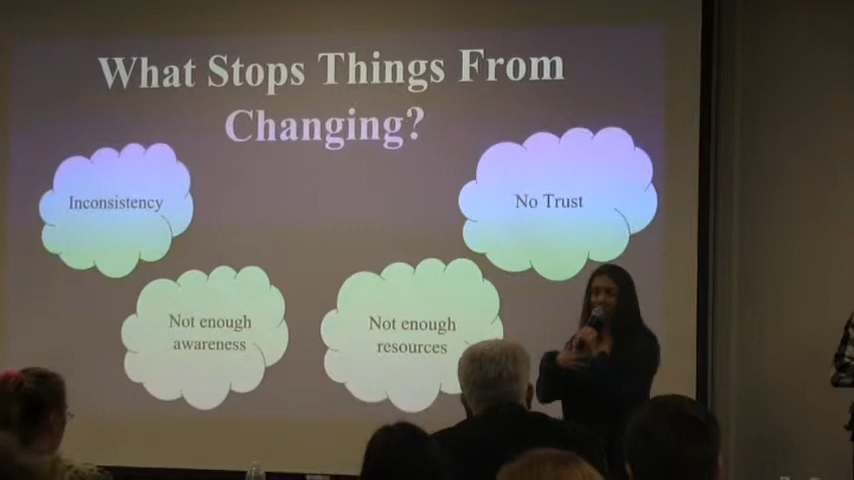 What Stops Things From
Changing?
Inconsistency
No Trust
Not enough
awareness
Not enough
resources